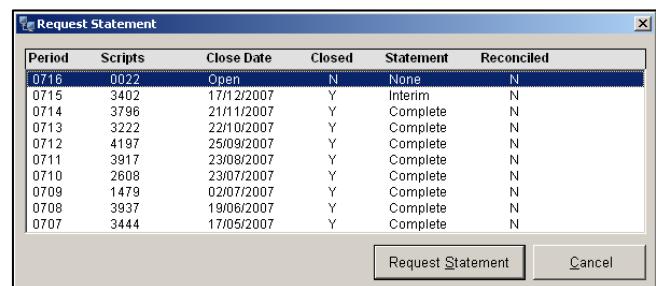 Request Statement
Period Scripts Close Date Closed Statement Reconciled
0716 0022 Open N None N
0715 3402 17/12/2007 Y Interim N
0714 3796 21/11/2007 Y Complete N
0713 3222 22/10/2007 Y Complete N
0712 4197 25/09/2007 Y Complete N
0711 3917 23/08/2007 Y Complete N
0710 2608 23/07/2007 Y Complete N
0709 1479 02/07/2007 Y Complete N
0708 3937 19/06/2007 Y Complete N
0707 3444 17/05/2007 Y Complete N
Request Statement Cancel